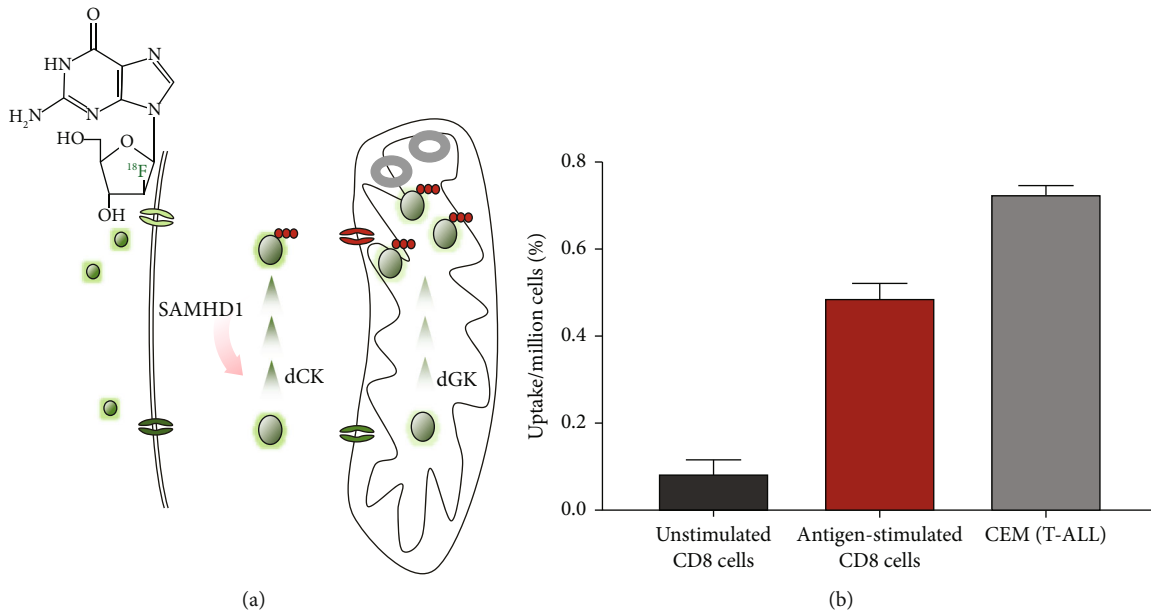 O
HN
N
H2N
N
N
HO
O
18F
OH
SAMHD1
dCK
dGK
(a)
Uptake/million cells (%)
0.8
0.6
0.4
0.2
0.0
Unstimulated
CD8 cells
Antigen-stimulated
CD8 cells
CEM (T-ALL)
(b)